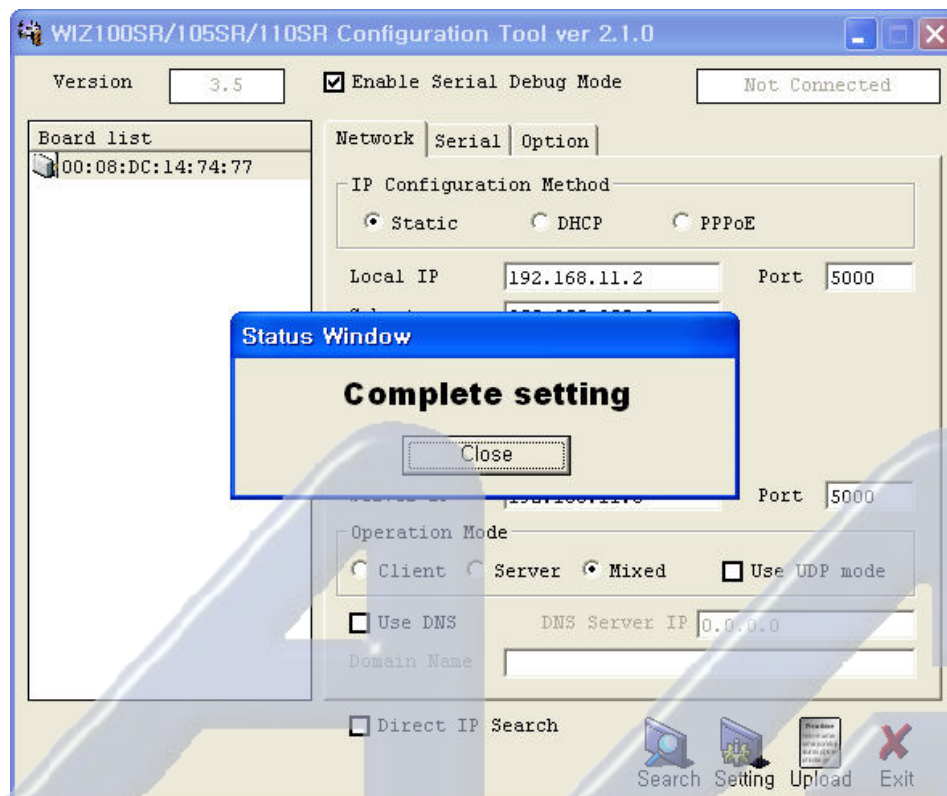 WIZ100SR/105SR/110SR Configuration Tool ver 2.1.0
Version 3.5 Enable Serial Debug Mode Not Connected
Board list
00:08:DC:14:74:77
Network Serial Option
IP Configuration Method
Static DHCP PPPoE
Local IP 192.168.11.2 Port 5000
Status Window
Complete setting
Close
Port 5000
Operation Mode
Client Server Mixed Use UDP mode
Use DNS DNS Server IP 0.0.0.0
Domain Name
Direct IP Search
Search Setting Upload Exit